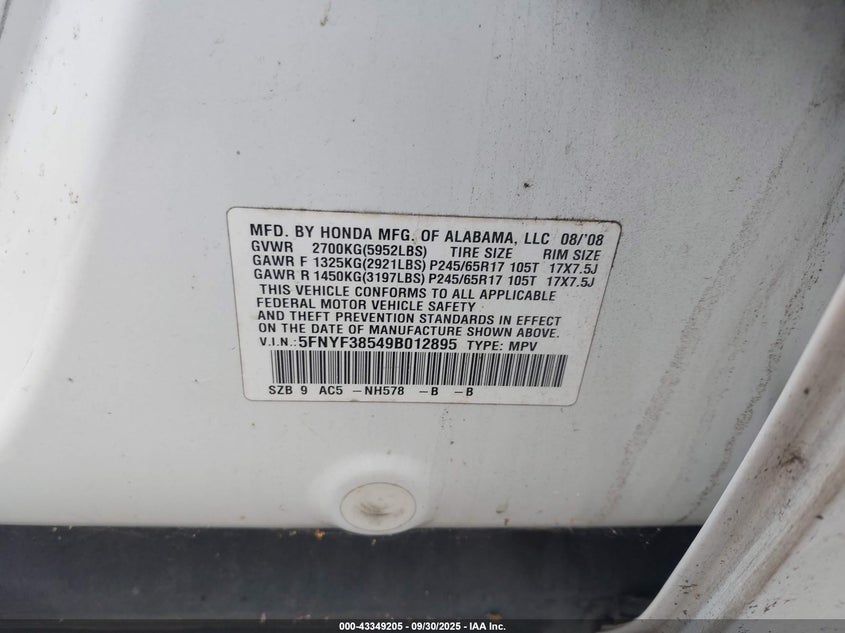 MFD. BY HONDA MFG. OF ALABAMA, LLC 08/'08
GVWR 2700KG(5952LBS) TIRE SIZE RIM SIZE
GAWR F 1325KG(2921LBS) P245/65R17 105T 17X7.5J
GAWR R 1450KG(3197LBS) P245/65R17 105T 17X7.5J
THIS VEHICLE CONFORMS TO ALL APPLICABLE
FEDERAL MOTOR VEHICLE SAFETY
AND THEFT PREVENTION STANDARDS IN EFFECT
ON THE DATE OF MANUFACTURE SHOWN ABOVE.
V.I.N.: 5FNYF38549B012895 TYPE: MPV
SZB 9 AC5 -NH578 -B -B
000-43349205 - 09/30/2025 - IAA Inc.